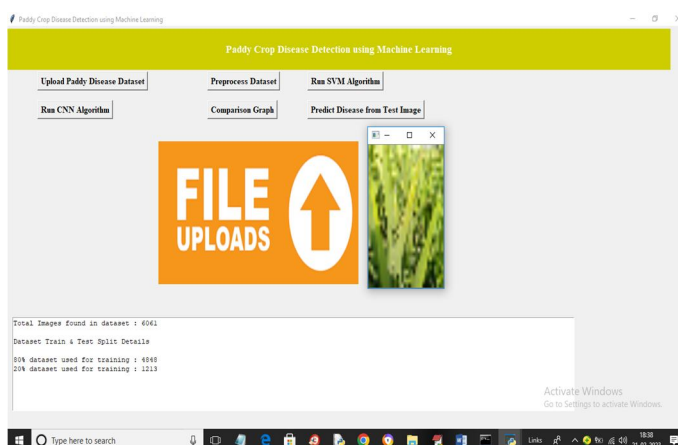 Paddy Crop Disease Detection using Machine Learning
Paddy Crop Disease Detection using Machine Learning
Upload Paddy Disease Dataset
Preprocess Dataset
Run SVM Algorithm
Run CNN Algorithm
Comparison Graph
Predict Disease from Test Image
FILE
UPLOADS
Total Images found in dataset : 6061
Dataset Train & Test Split Details
80% dataset used for training : 4848
20% dataset used for training : 1213
Activate Windows
Go to Settings to activate Windows.
Type here to search
Links
18:38